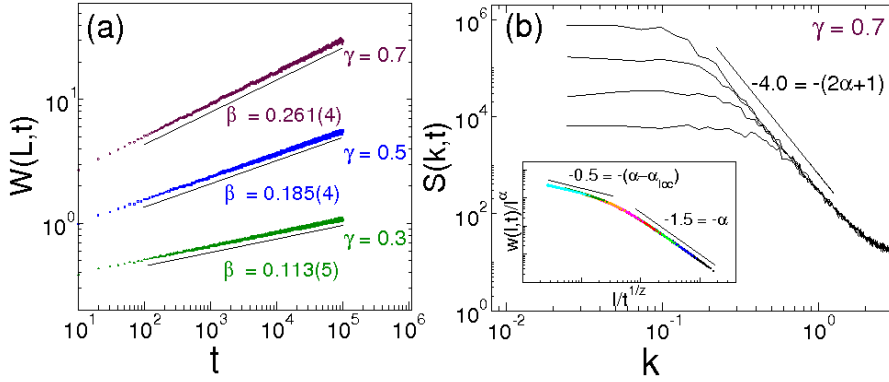 (a)
γ = 0.7
β = 0.261(4)
γ = 0.5
β = 0.185(4)
γ = 0.3
β = 0.113(5)
W(L,t)
10^1
10^0
10^1 10^2 10^3 10^4 10^5 10^6
t
(b)
γ = 0.7
-4.0 = -(2α+1)
S(k,t)
10^6
10^4
10^2
10^0
-0.5 = -(α-α_loc)
-1.5 = -α
w(l,t)/l^α
l/t^1/z
10^-2 10^-1 10^0
k